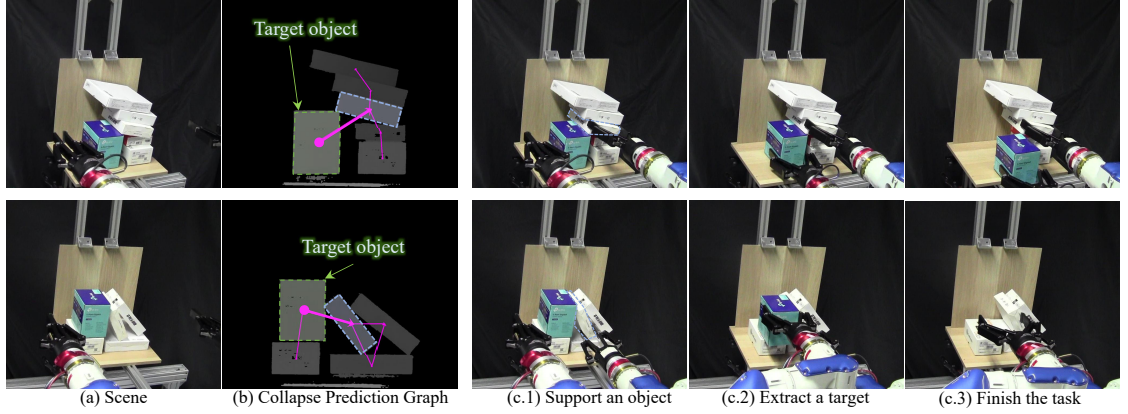 Target object
Target object
(a) Scene
(b) Collapse Prediction Graph
(c.1) Support an object
(c.2) Extract a target
(c.3) Finish the task